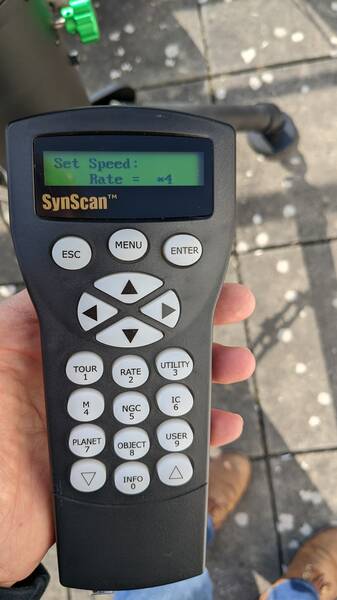 Set Speed:
Rate = *4
SynScan™
ESC
MENU
ENTER
TOUR
1
RATE
2
UTILITY
3
M
4
NGC
5
IC
6
PLANET
7
OBJECT
8
USER
9
INFO
0